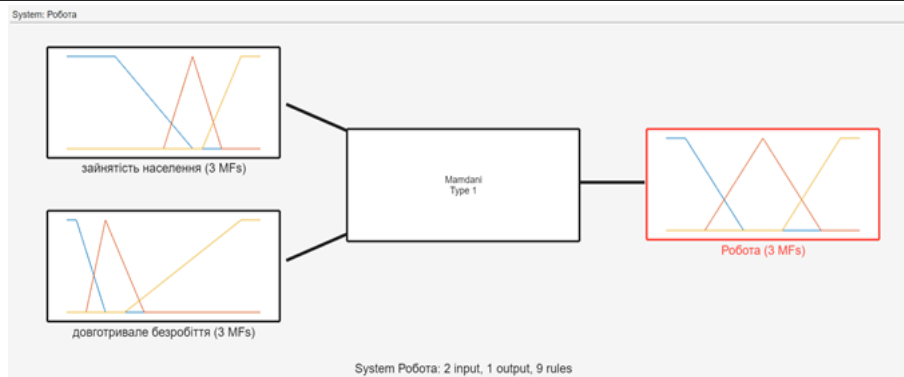 System: Робота
зайнятість населення (3 MFs)
Mamdani
Type 1
Робота (3 MFs)
довготривале безробіття (3 MFs)
System Робота: 2 input, 1 output, 9 rules